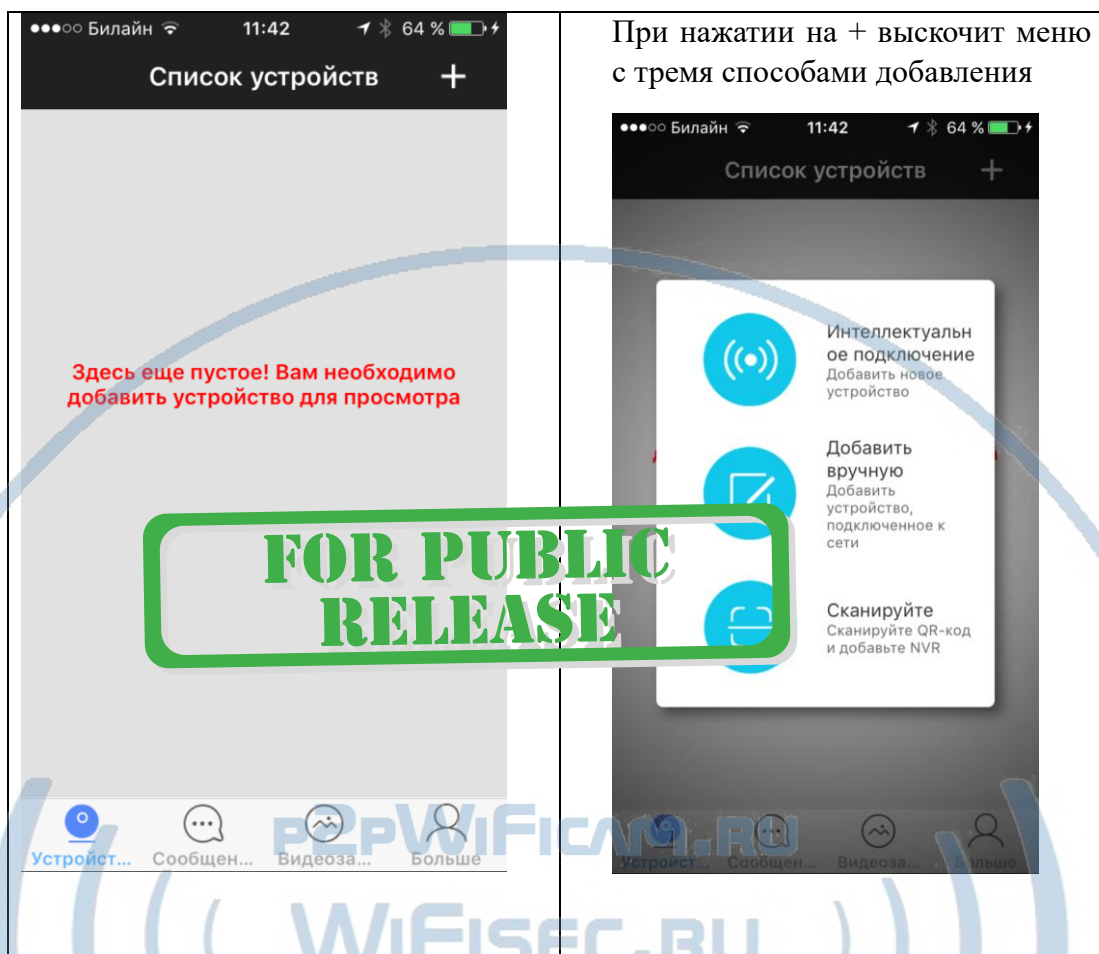 ●●●○○ Билайн 11:42 64 %
Список устройств +
Здесь еще пустое! Вам необходимо
добавить устройство для просмотра
Устройст... Сообщен... Видеоза... Больше
При нажатии на + выскочит меню
с тремя способами добавления
●●●○○ Билайн 11:42 64 %
Список устройств +
Интеллектуальн
ое подключение
Добавить новое
устройство
Добавить
вручную
Добавить
устройство,
подключенное к
сети
Сканируйте
Сканируйте QR-код
и добавьте NVR
Устройст... Сообщен... Видеоза... Больше
FOR PUBLIC
RELEASE
P2PWIFICAM.RU
WIFISEC.RU